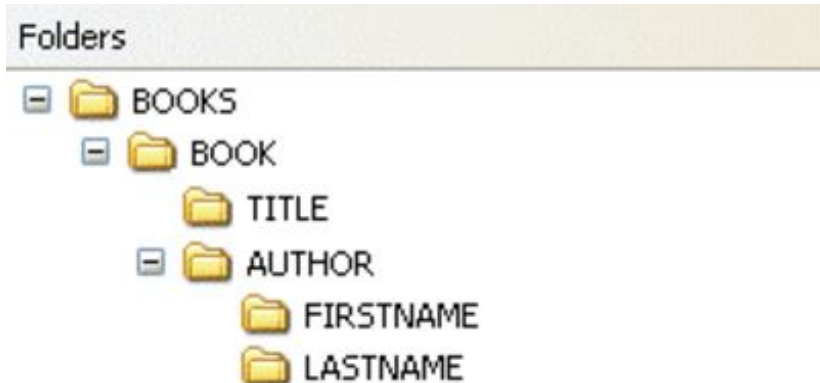 Folders
BOOKS
BOOK
TITLE
AUTHOR
FIRSTNAME
LASTNAME